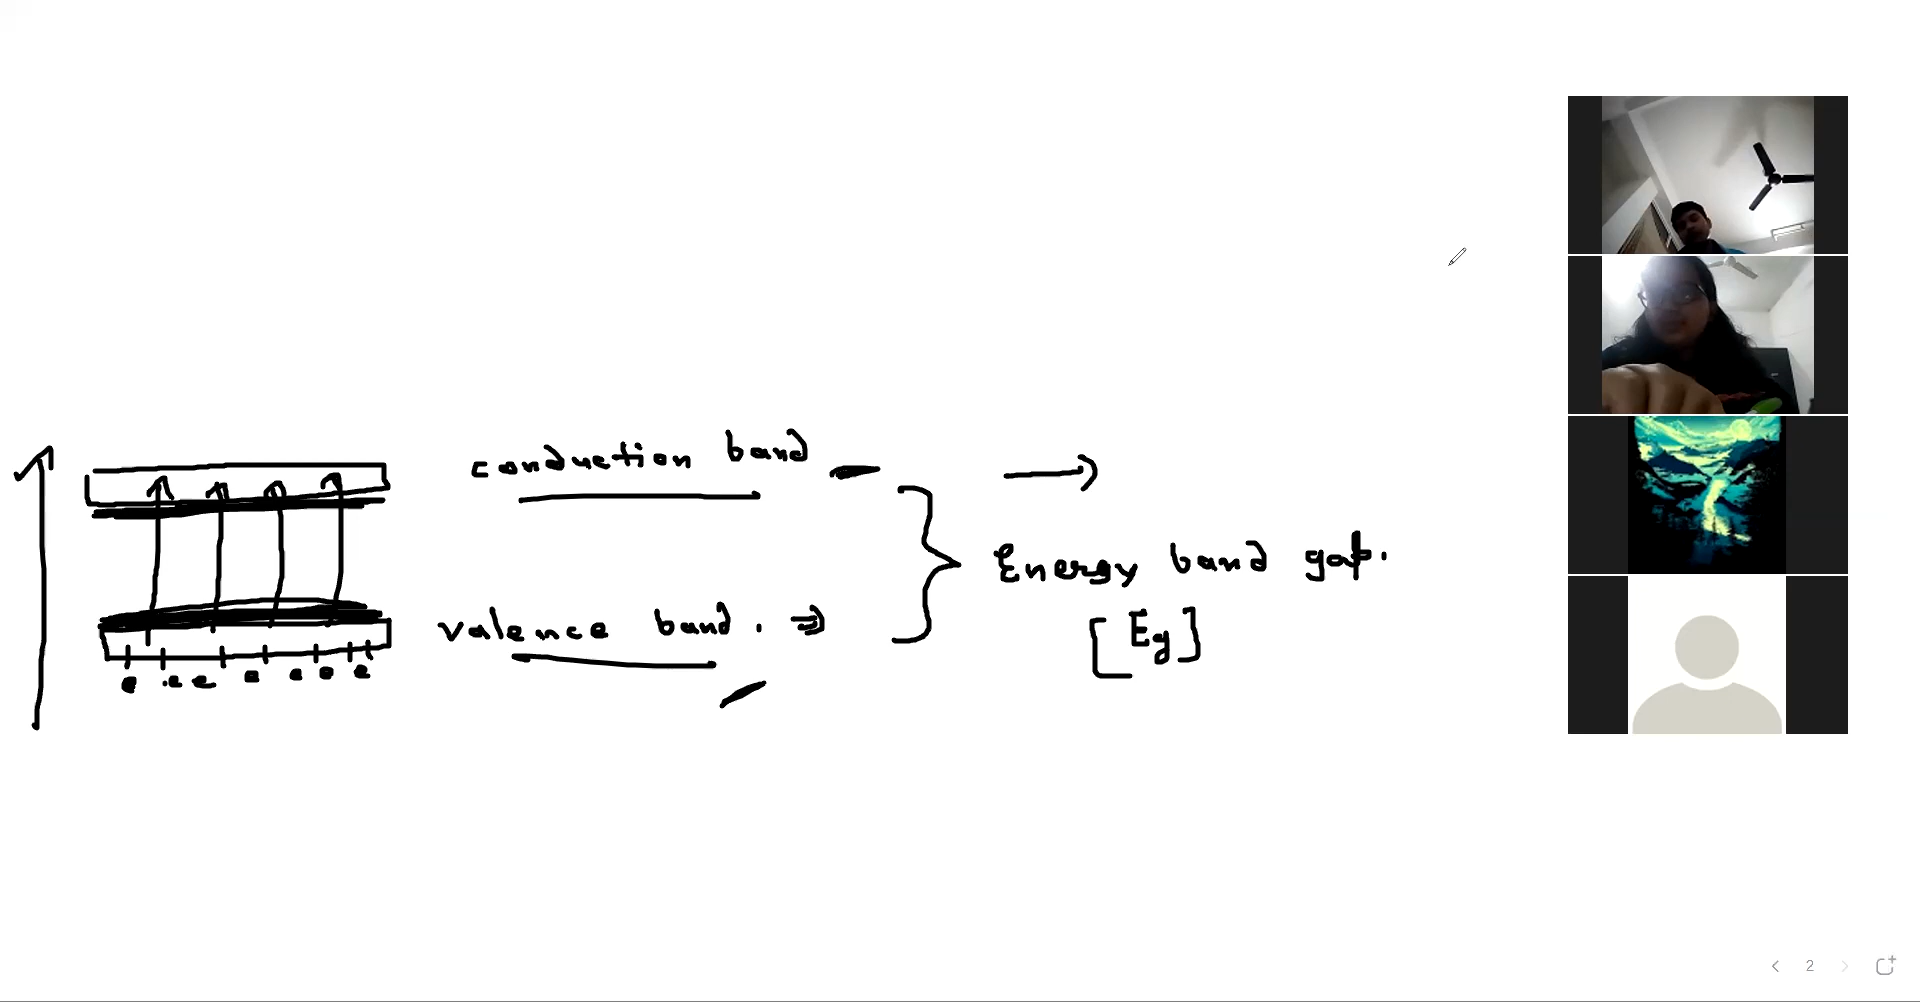 conduction band
valence band.
Energy band gap.
[Eg]
e e e e e e e
2